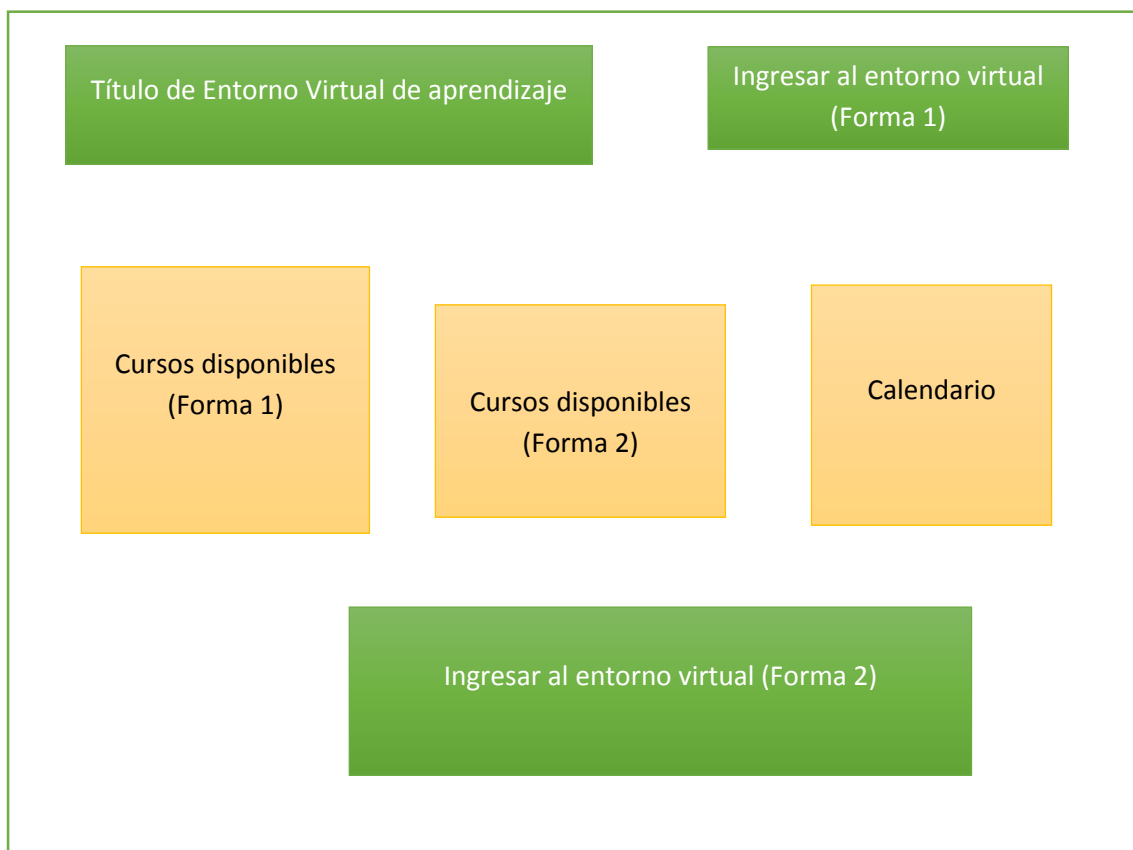 Título de Entorno Virtual de aprendizaje
Ingresar al entorno virtual
(Forma 1)
Cursos disponibles
(Forma 1)
Cursos disponibles
(Forma 2)
Calendario
Ingresar al entorno virtual (Forma 2)